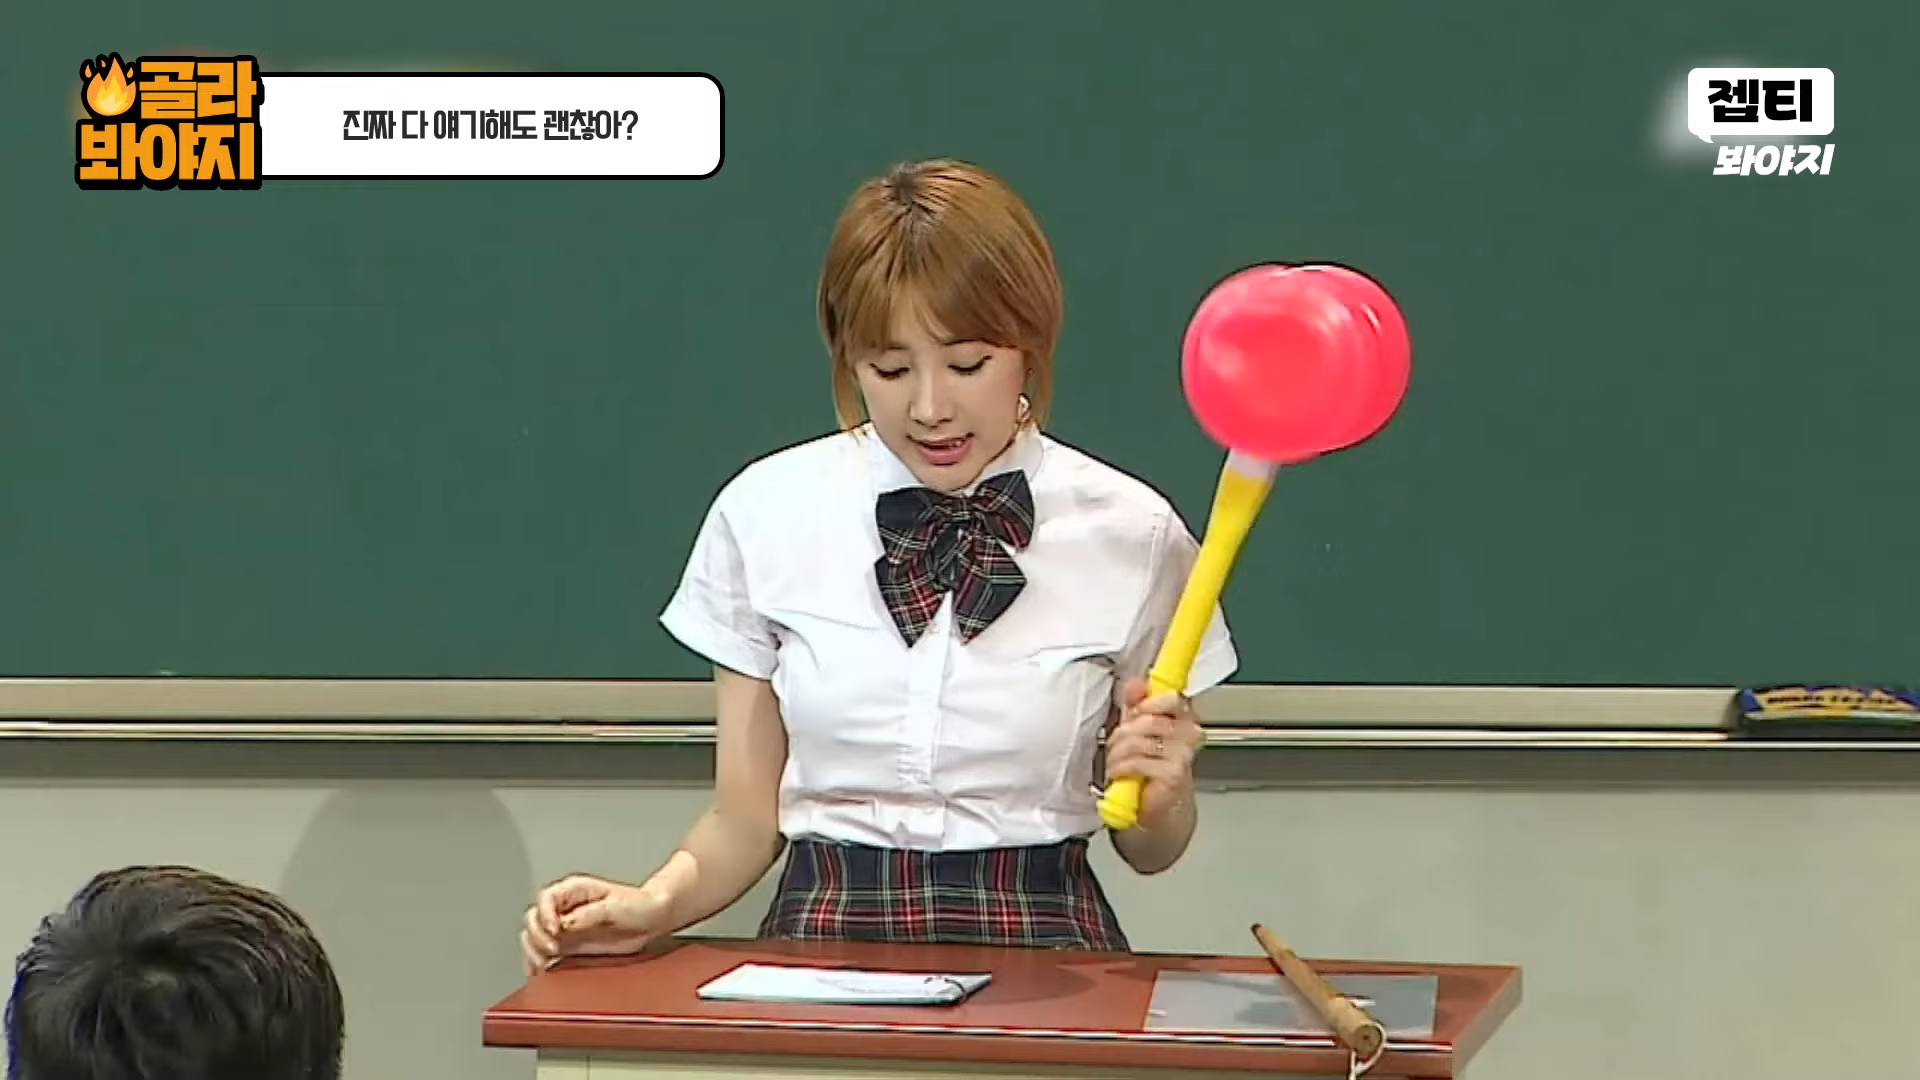 골라
봐야지
진짜 다 얘기해도 괜찮아?
젭티
봐야지